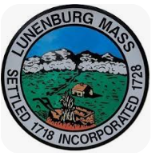 LUNENBURG MASS
SETTLED 1718 INCORPORATED 1728